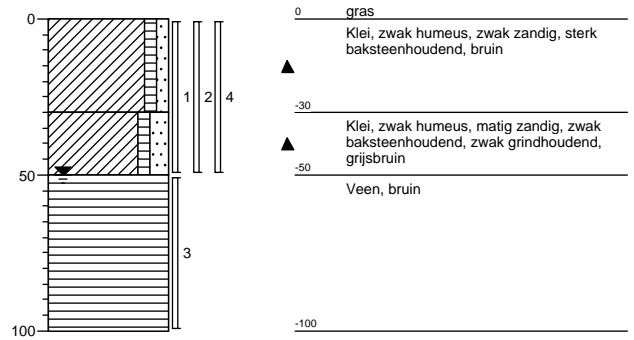 0
50
100
1
2
4
3
0
gras
Klei, zwak humeus, zwak zandig, sterk
baksteenhoudend, bruin
-30
Klei, zwak humeus, matig zandig, zwak
baksteenhoudend, zwak grindhoudend,
grijsbruin
-50
Veen, bruin
-100